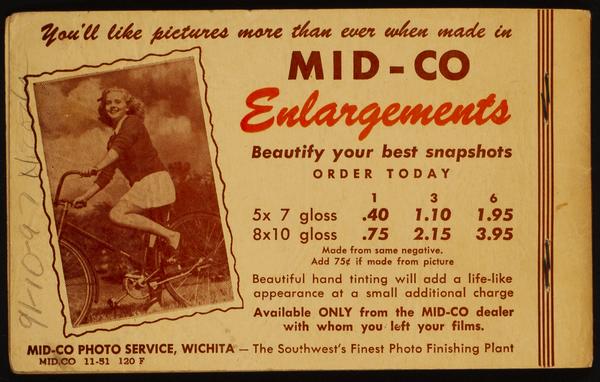 You'll like pictures more than ever when made in
MID-CO
Enlargements
Beautify your best snapshots
ORDER TODAY
1 3 6
5x 7 gloss .40 1.10 1.95
8x10 gloss .75 2.15 3.95
Made from same negative.
Add 75¢ if made from picture
Beautiful hand tinting will add a life-like
appearance at a small additional charge
Available ONLY from the MID-CO dealer
with whom you left your films.
MID-CO PHOTO SERVICE, WICHITA — The Southwest's Finest Photo Finishing Plant
MID.CO 11-51 120 F